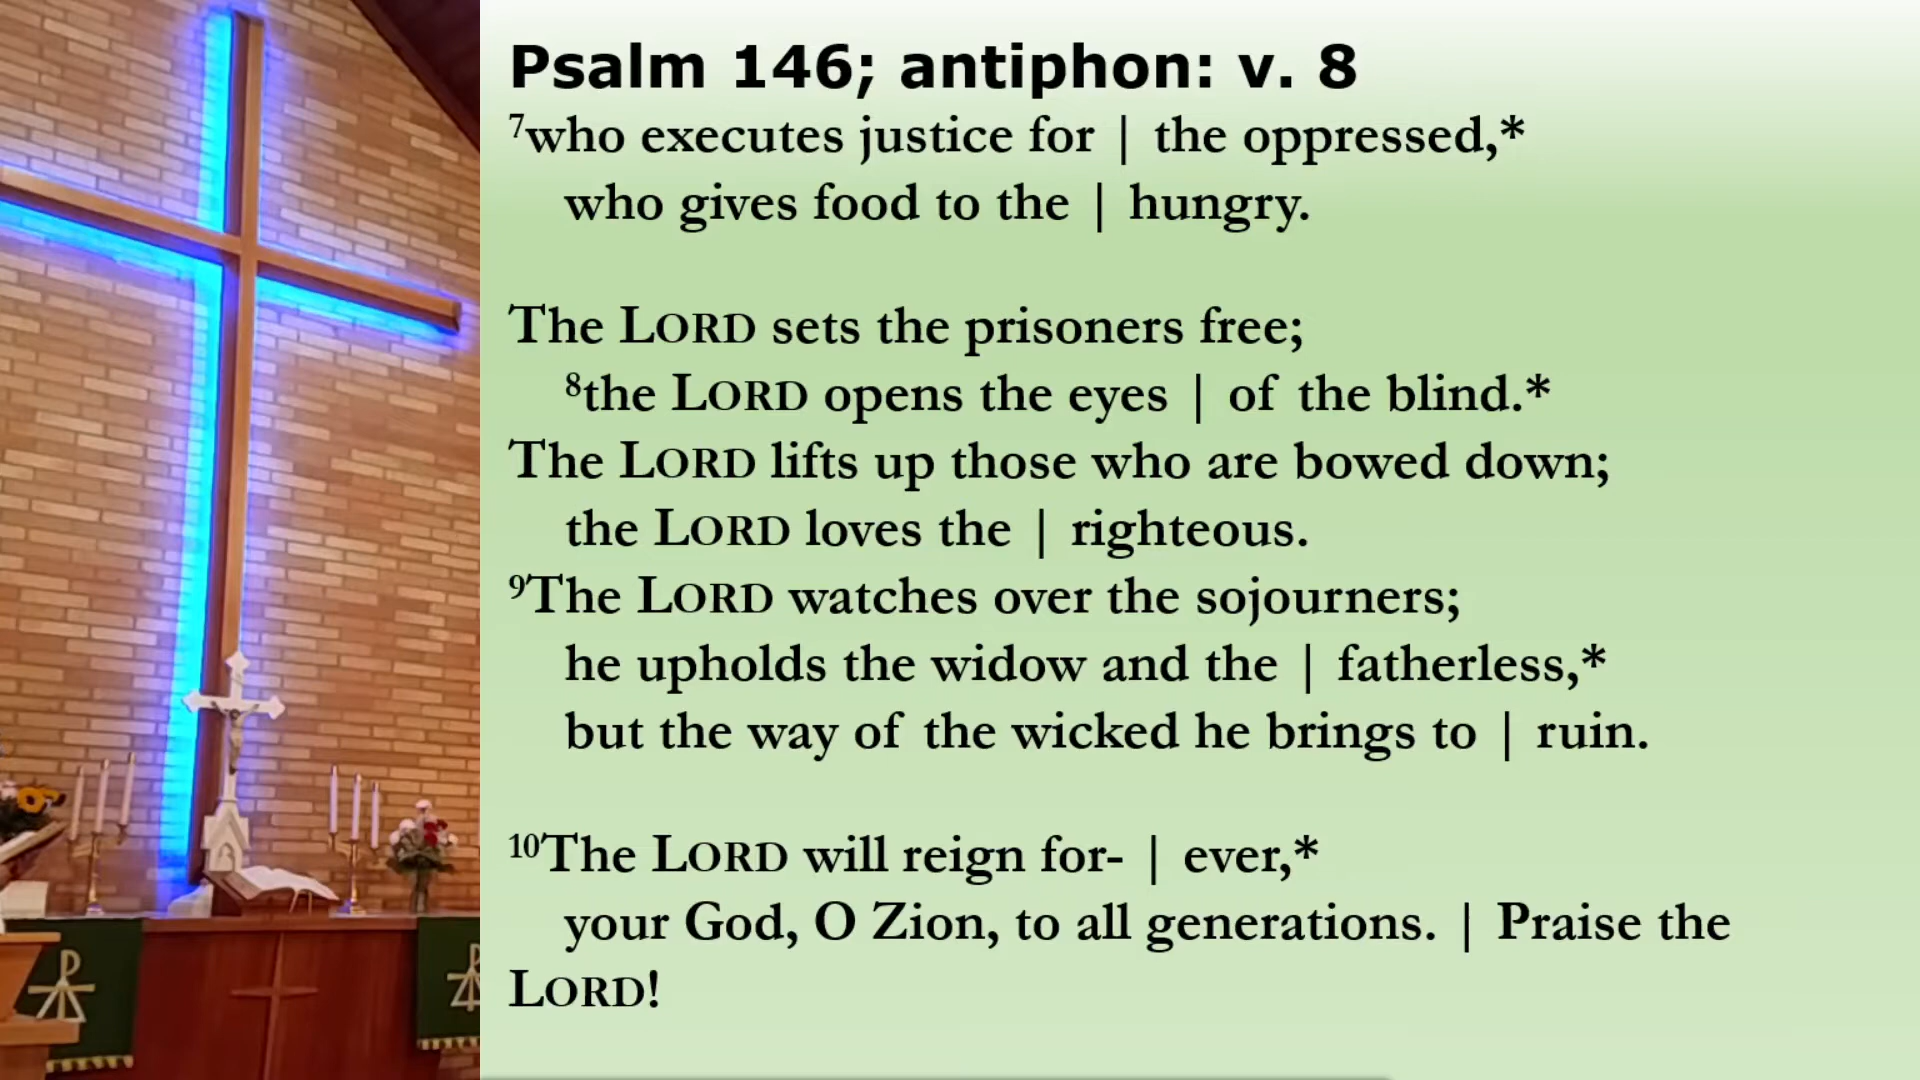 Psalm 146; antiphon: v. 8
⁷who executes justice for | the oppressed,*
who gives food to the | hungry.
The LORD sets the prisoners free;
⁸the LORD opens the eyes | of the blind.*
The LORD lifts up those who are bowed down;
the LORD loves the | righteous.
⁹The LORD watches over the sojourners;
he upholds the widow and the | fatherless,*
but the way of the wicked he brings to | ruin.
¹⁰The LORD will reign for- | ever,*
your God, O Zion, to all generations. | Praise the
LORD!